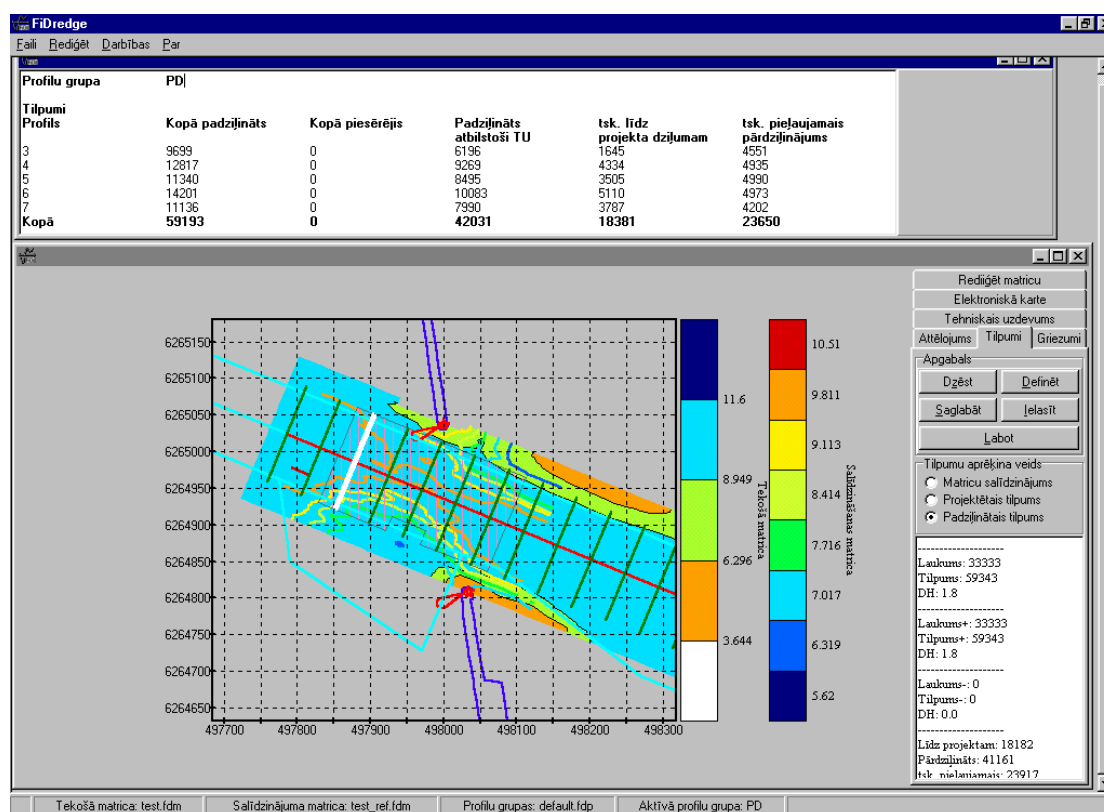 FiDredge
Faili Rediģēt Darbības Par
Profilu grupa PD
Tilpumi
Profils Kopā padziļināts Kopā piesērējis Padziļināts atbilstoši TU tsk. līdz projekta dziļumam tsk. pieļaujamais pārdziļinājums
3 9699 0 6196 1645 4551
4 12817 0 9269 4334 4935
5 11340 0 8495 3505 4990
6 14201 0 10083 5110 4973
7 11136 0 7990 3787 4202
Kopā 59193 0 42031 18381 23650
Rediiģēt matricu
Elektroniskā karte
Tehniskais uzdevums
Attēlojums Tilpumi Griezumi
Apgabals
Dzēst Definēt
Saglabāt Ielasīt
Labot
Tilpumu aprēķina veids
Matricu salīdzinājums
Projektētais tilpums
Padziļinātais tilpums
--------------------
Laukums: 33333
Tilpums: 59343
DH: 1.8
--------------------
Laukums+: 33333
Tilpums+: 59343
DH: 1.8
--------------------
Laukums-: 0
Tilpums-: 0
DH: 0.0
--------------------
Līdz projektam: 18182
Pārdziļināts: 41161
tsk. pieļaujamais: 23917
6265150
6265100
6265050
6265000
6264950
6264900
6264850
6264800
6264750
6264700
6264650
497700 497800 497900 498000 498100 498200 498300
11.6
8.949
6.296
3.644
Tekošā matrica
10.51
9.811
9.113
8.414
7.716
7.017
6.319
5.62
Salīdzināšanas matrica
Tekošā matrica: test.fdm Salīdzinājuma matrica: test_ref.fdm Profilu grupas: default.fdp Aktīvā profilu grupa: PD